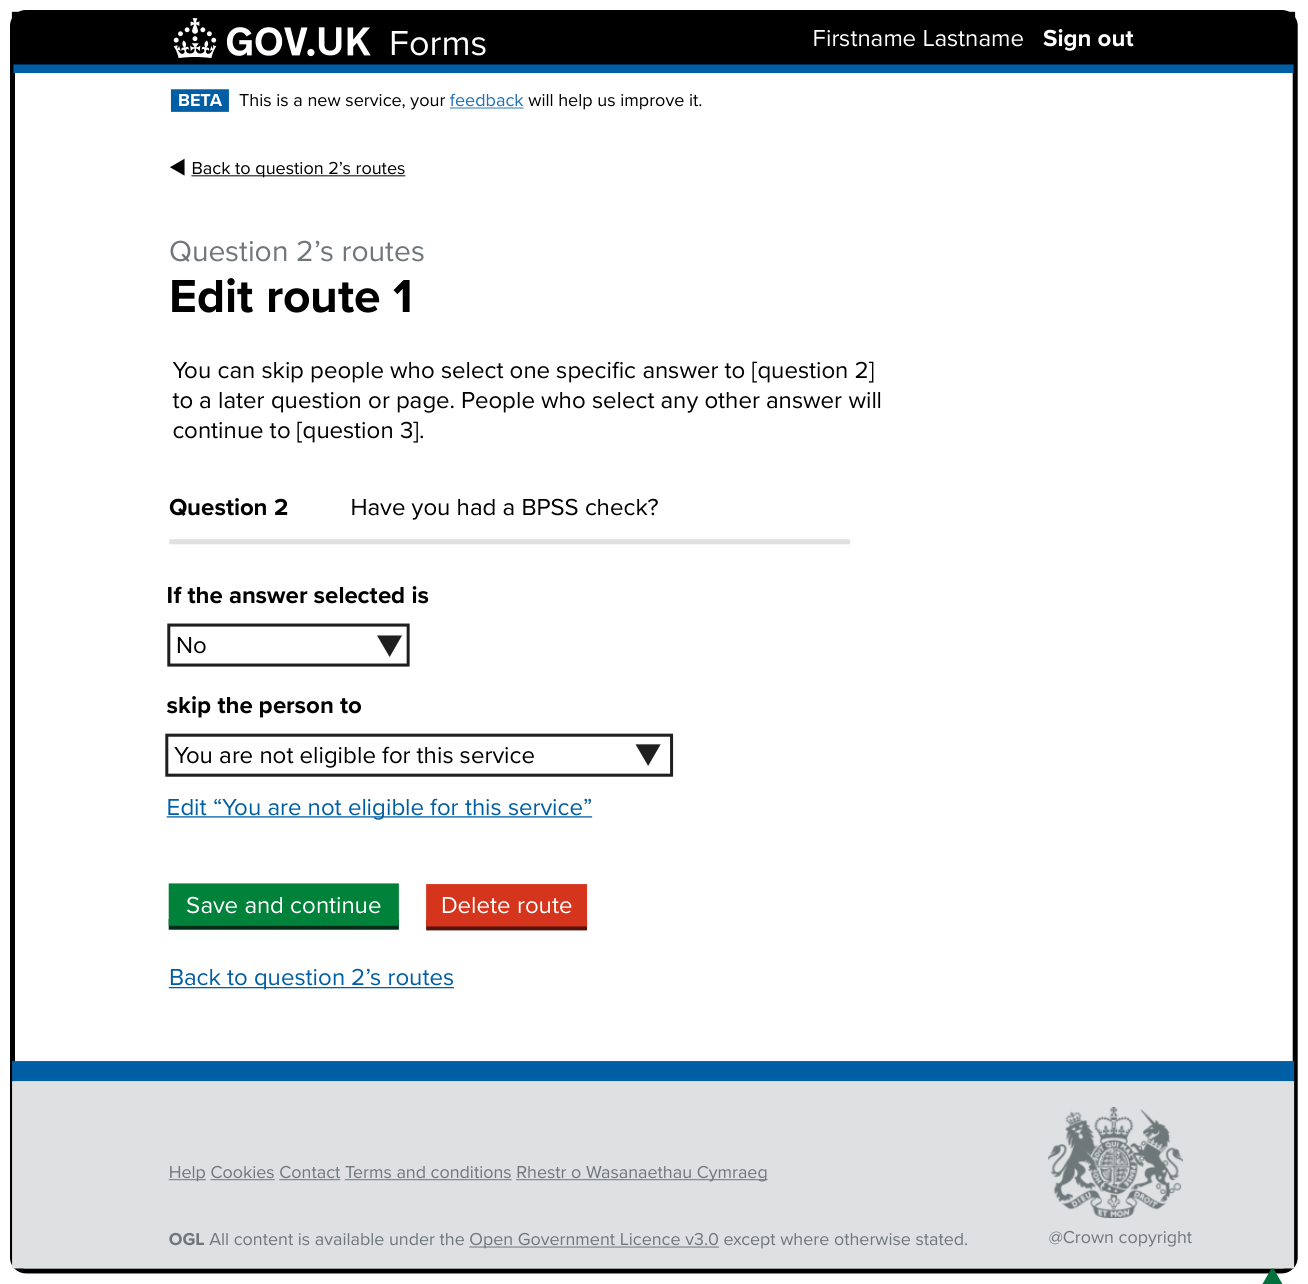 GOV.UK Forms
Firstname Lastname Sign out
BETA This is a new service, your feedback will help us improve it.
Back to question 2’s routes
Question 2’s routes
Edit route 1
You can skip people who select one specific answer to [question 2]
to a later question or page. People who select any other answer will
continue to [question 3].
Question 2 Have you had a BPSS check?
If the answer selected is
No
skip the person to
You are not eligible for this service
Edit “You are not eligible for this service”
Save and continue Delete route
Back to question 2’s routes
Help Cookies Contact Terms and conditions Rhestr o Wasanaethau Cymraeg
OGL All content is available under the Open Government Licence v3.0 except where otherwise stated.
DIEU ET MON DROIT
@Crown copyright